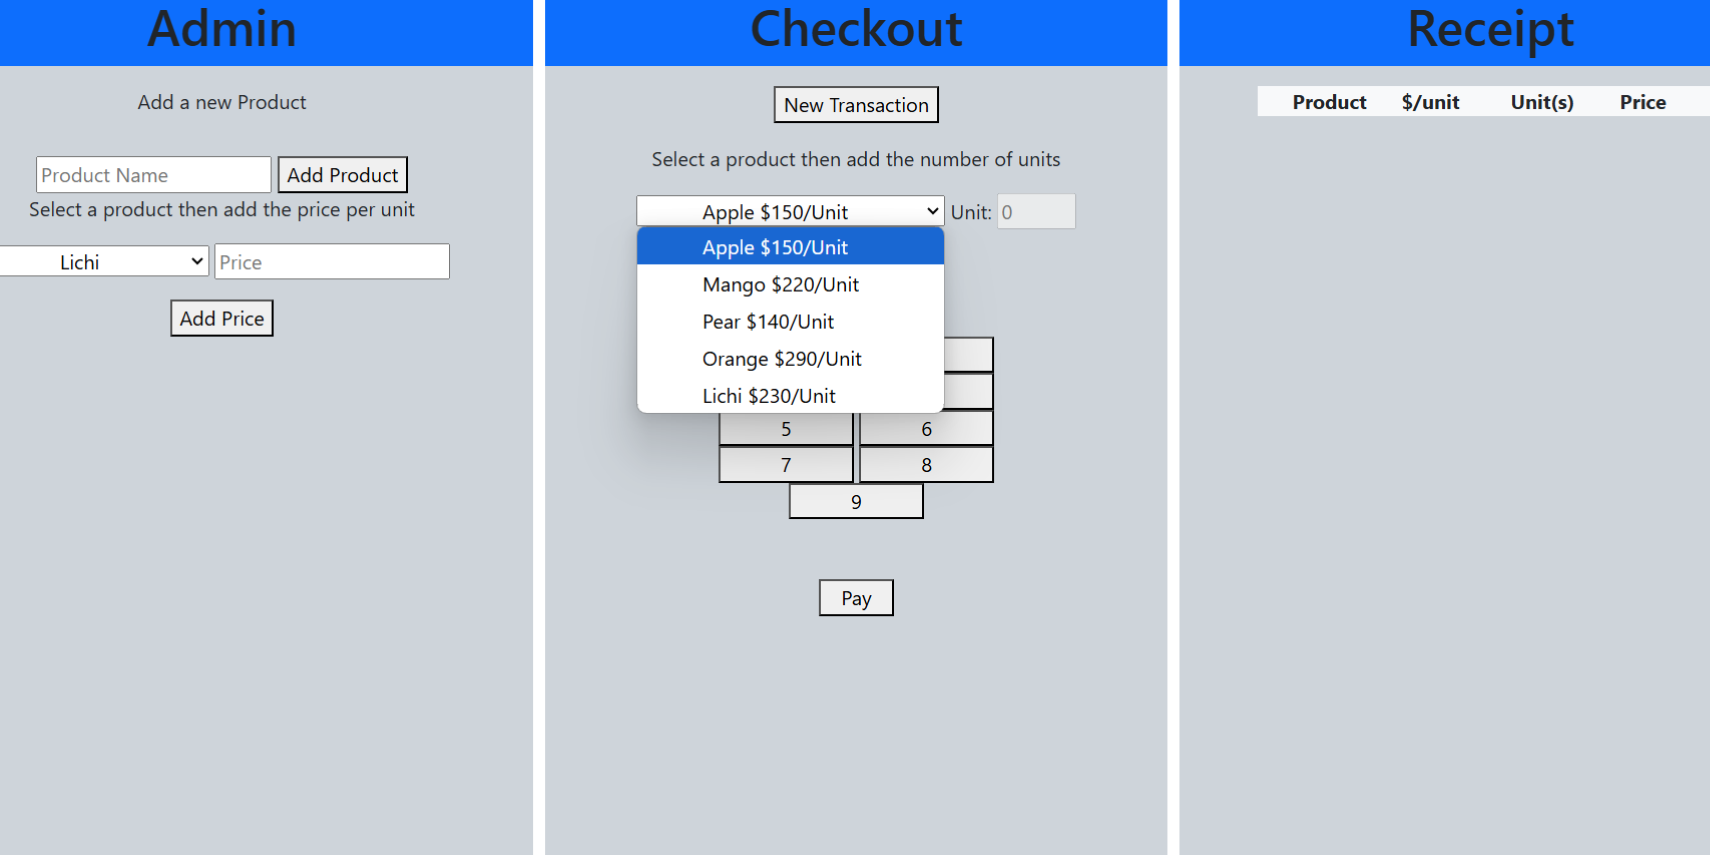 Admin
Add a new Product
Product Name
Add Product
Select a product then add the price per unit
Lichi
Price
Add Price
Checkout
New Transaction
Select a product then add the number of units
Apple $150/Unit
Unit:
0
Apple $150/Unit
Mango $220/Unit
Pear $140/Unit
Orange $290/Unit
Lichi $230/Unit
5
6
7
8
9
Pay
Receipt
Product $/unit Unit(s) Price